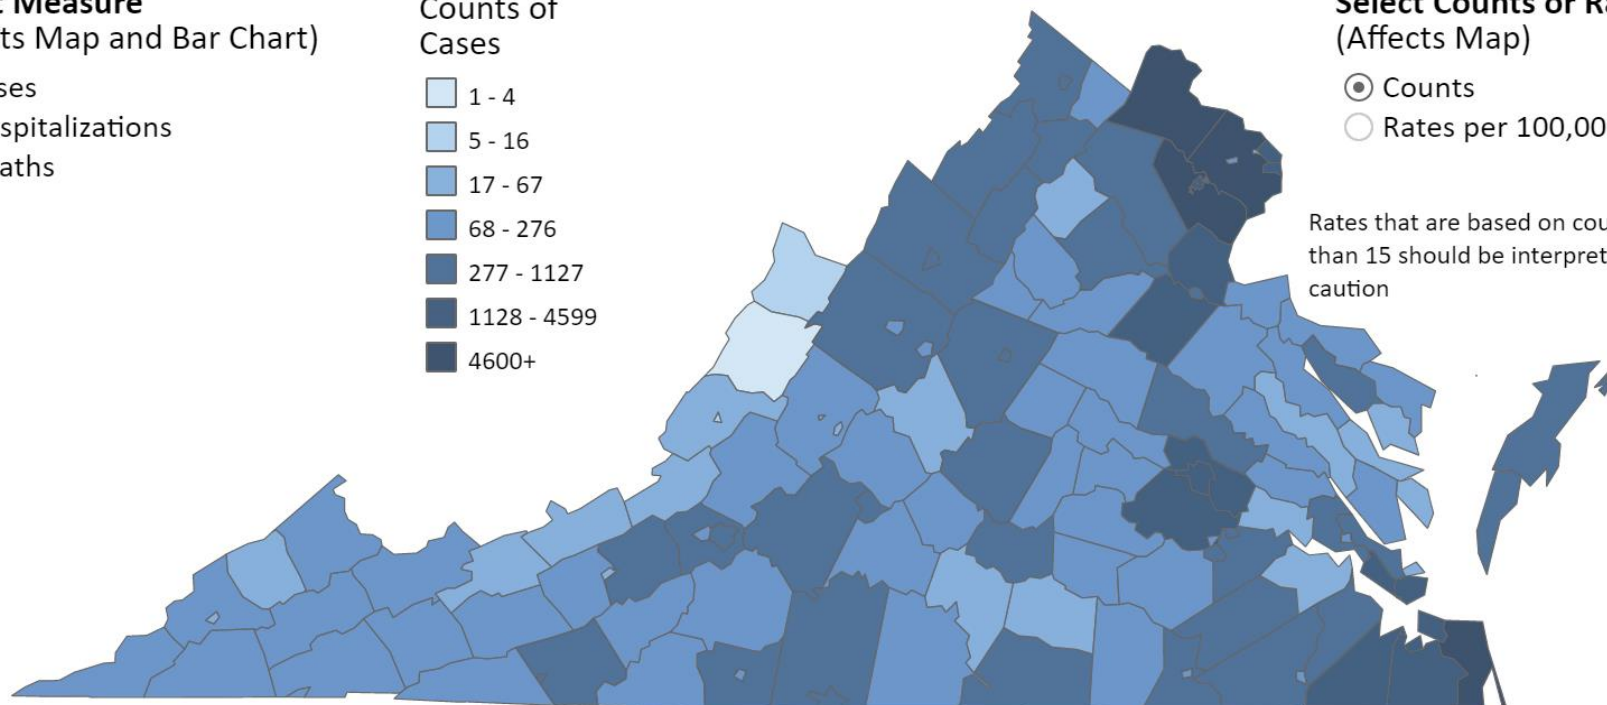 t Measure
ts Map and Bar Chart)
ses
spitalizations
aths
Counts of
Cases
1 - 4
5 - 16
17 - 67
68 - 276
277 - 1127
1128 - 4599
4600+
Select Counts or Ra
(Affects Map)
Counts
Rates per 100,00
Rates that are based on cou
than 15 should be interpret
caution